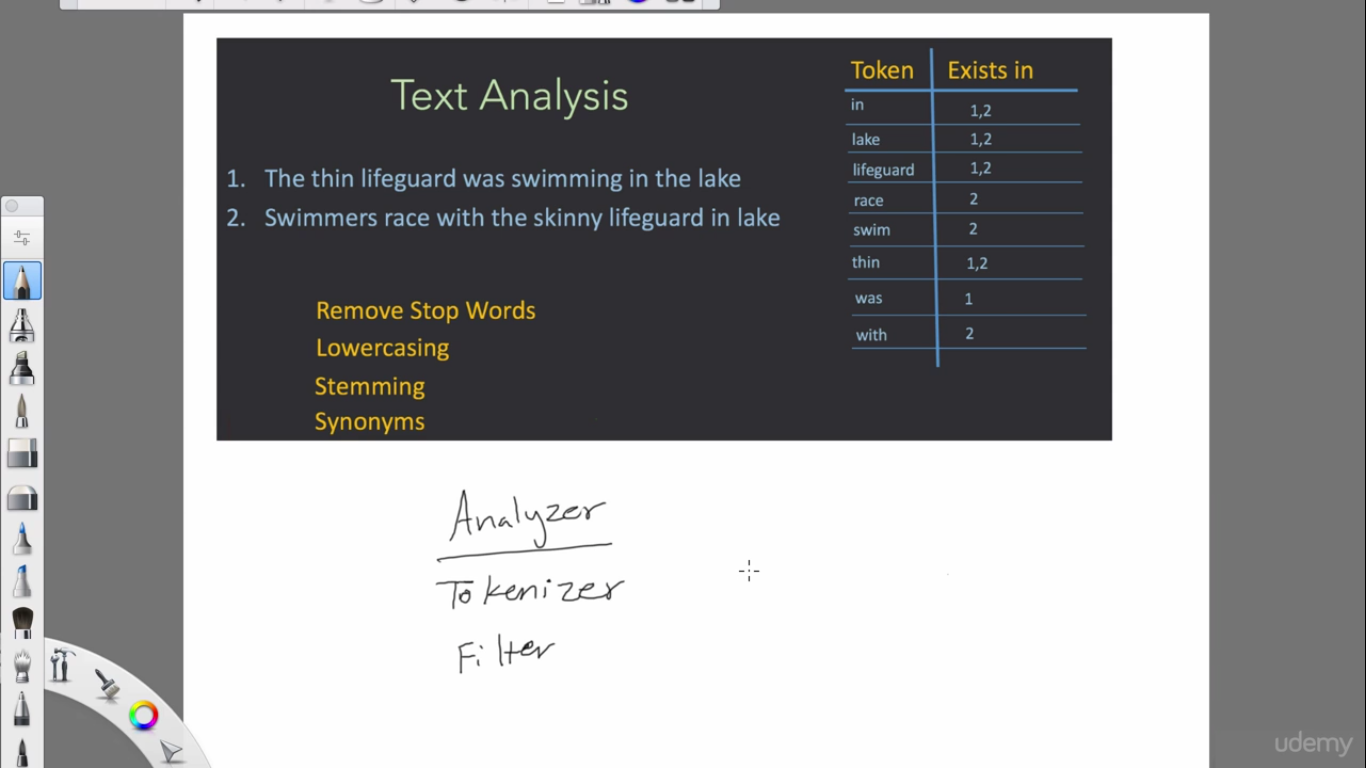 Text Analysis
1. The thin lifeguard was swimming in the lake
2. Swimmers race with the skinny lifeguard in lake
Remove Stop Words
Lowercasing
Stemming
Synonyms
Token Exists in
in 1,2
lake 1,2
lifeguard 1,2
race 2
swim 2
thin 1,2
was 1
with 2
Analyzer
Tokenizer
Filter
udemy